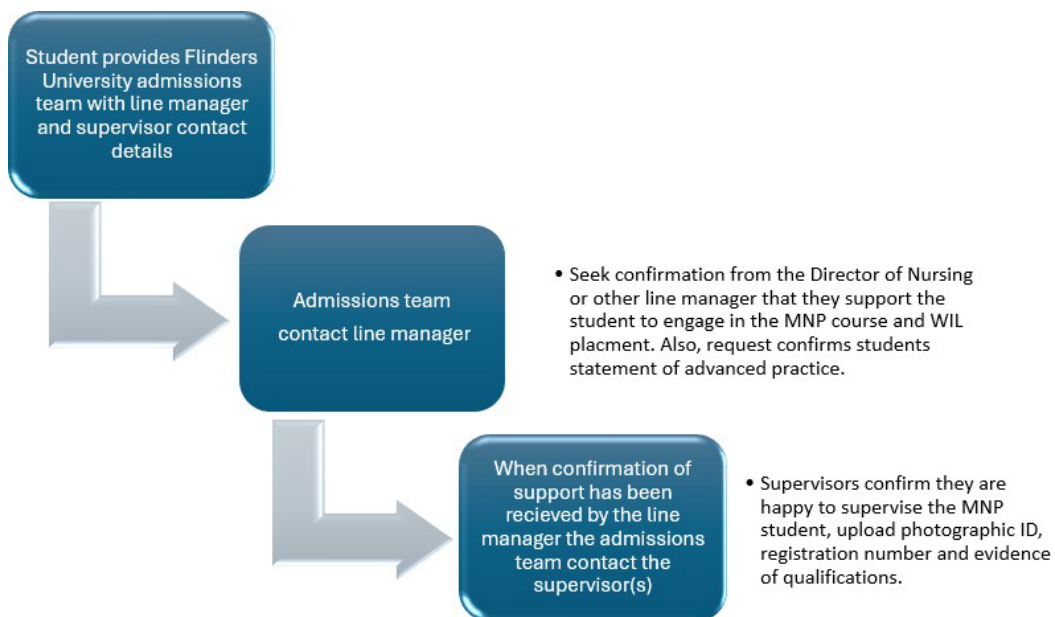 Student provides Flinders
University admissions
team with line manager
and supervisor contact
details
Admissions team
contact line manager
• Seek confirmation from the Director of Nursing
or other line manager that they support the
student to engage in the MNP course and WIL
placment. Also, request confirms students
statement of advanced practice.
When confirmation of
support has been
recieved by the line
manager the admissions
team contact the
supervisor(s)
• Supervisors confirm they are
happy to supervise the MNP
student, upload photographic ID,
registration number and evidence
of qualifications.